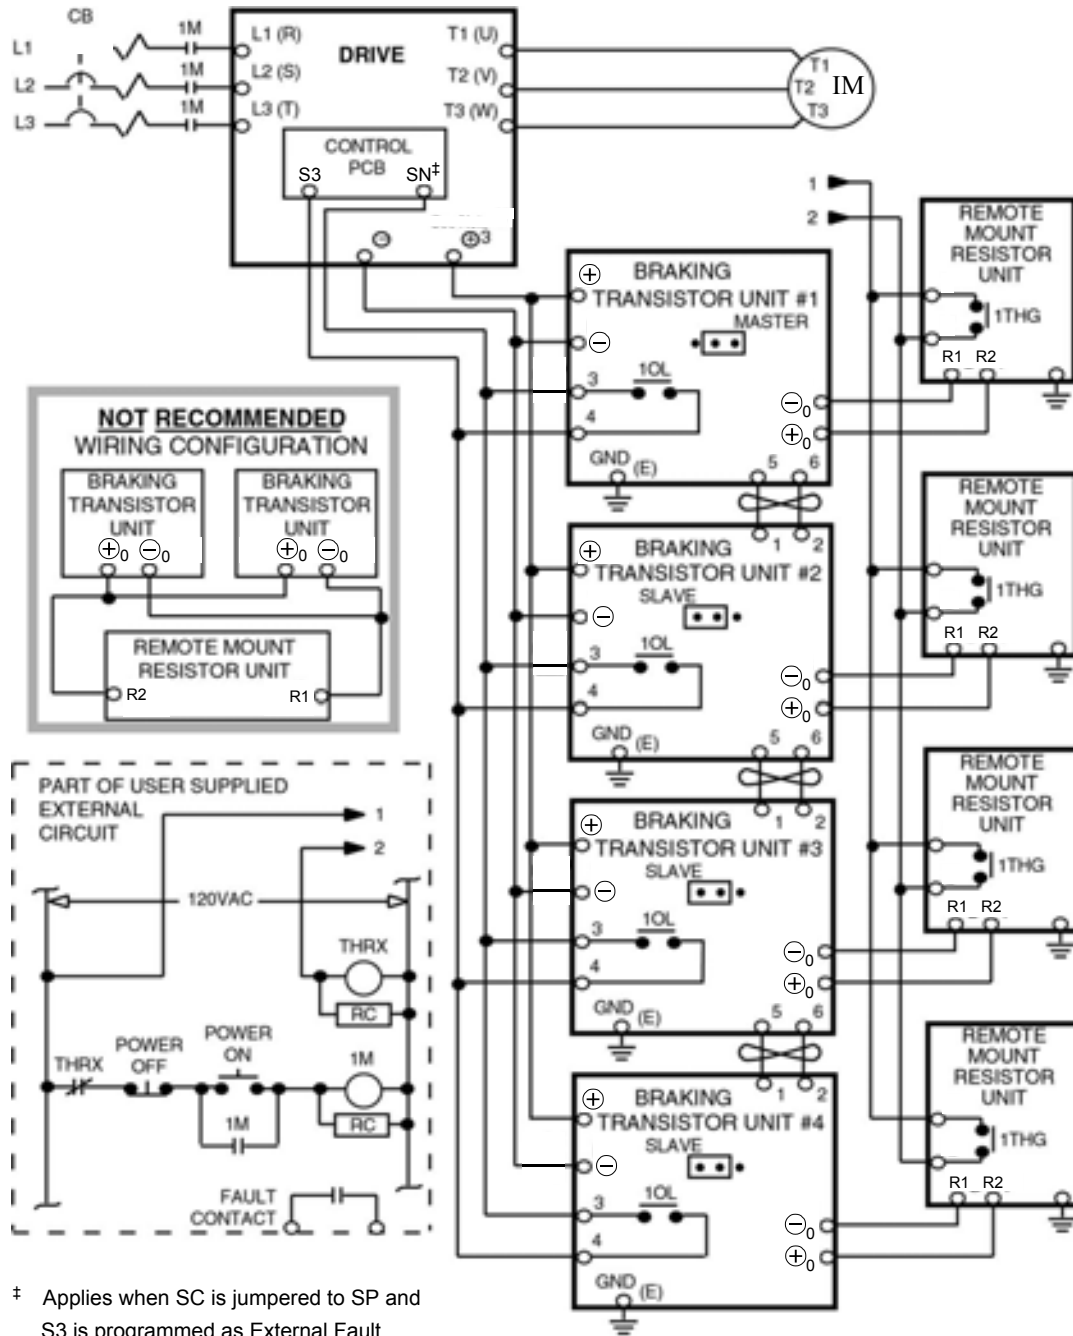 CB
L1
L2
L3
1M
1M
1M
L1 (R)
L2 (S)
L3 (T)
DRIVE
T1 (U)
T2 (V)
T3 (W)
T1
T2
T3
IM
CONTROL
PCB
S3
SN‡
⊖
⊕3
1
2
⊕
BRAKING
TRANSISTOR UNIT #1
MASTER
⊖
3
1OL
4
GND (E)
5
6
⊖0
⊕0
REMOTE
MOUNT
RESISTOR
UNIT
1THG
R1
R2
⊕
1
2
BRAKING
TRANSISTOR UNIT #2
SLAVE
⊖
3
1OL
4
GND (E)
5
6
⊖0
⊕0
REMOTE
MOUNT
RESISTOR
UNIT
1THG
R1
R2
⊕
1
2
BRAKING
TRANSISTOR UNIT #3
SLAVE
⊖
3
1OL
4
GND (E)
5
6
⊖0
⊕0
REMOTE
MOUNT
RESISTOR
UNIT
1THG
R1
R2
⊕
1
2
BRAKING
TRANSISTOR UNIT #4
SLAVE
⊖
3
1OL
4
GND (E)
⊖0
⊕0
REMOTE
MOUNT
RESISTOR
UNIT
1THG
R1
R2
NOT RECOMMENDED
WIRING CONFIGURATION
BRAKING
TRANSISTOR
UNIT
⊕0 ⊖0
BRAKING
TRANSISTOR
UNIT
⊕0 ⊖0
REMOTE MOUNT
RESISTOR UNIT
R2
R1
PART OF USER SUPPLIED
EXTERNAL
CIRCUIT
1
2
120VAC
THRX
RC
THRX
POWER
OFF
POWER
ON
1M
1M
RC
FAULT
CONTACT
‡ Applies when SC is jumpered to SP and
S3 is programmed as External Fault